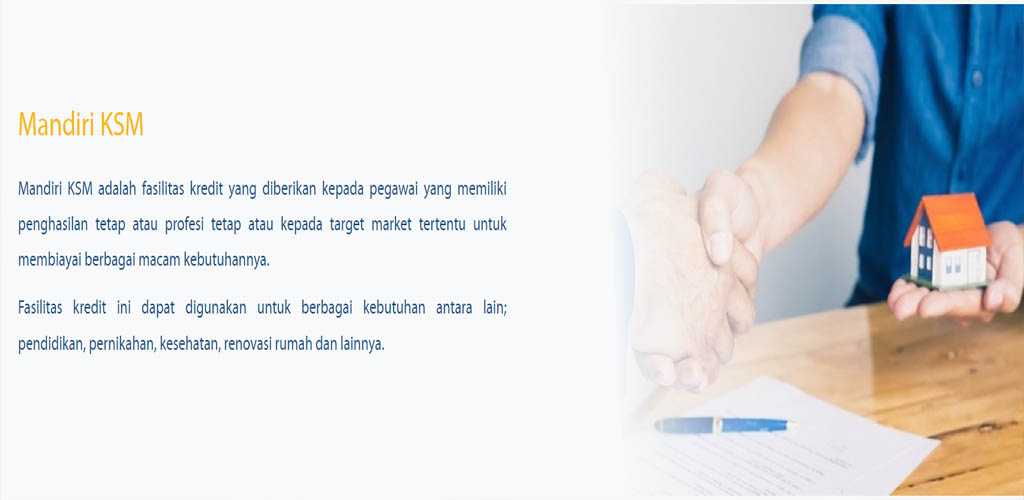 Mandiri KSM
Mandiri KSM adalah fasilitas kredit yang diberikan kepada pegawai yang memiliki
penghasilan tetap atau profesi tetap atau kepada target market tertentu untuk
membiayai berbagai macam kebutuhannya.
Fasilitas kredit ini dapat digunakan untuk berbagai kebutuhan antara lain;
pendidikan, pernikahan, kesehatan, renovasi rumah dan lainnya.